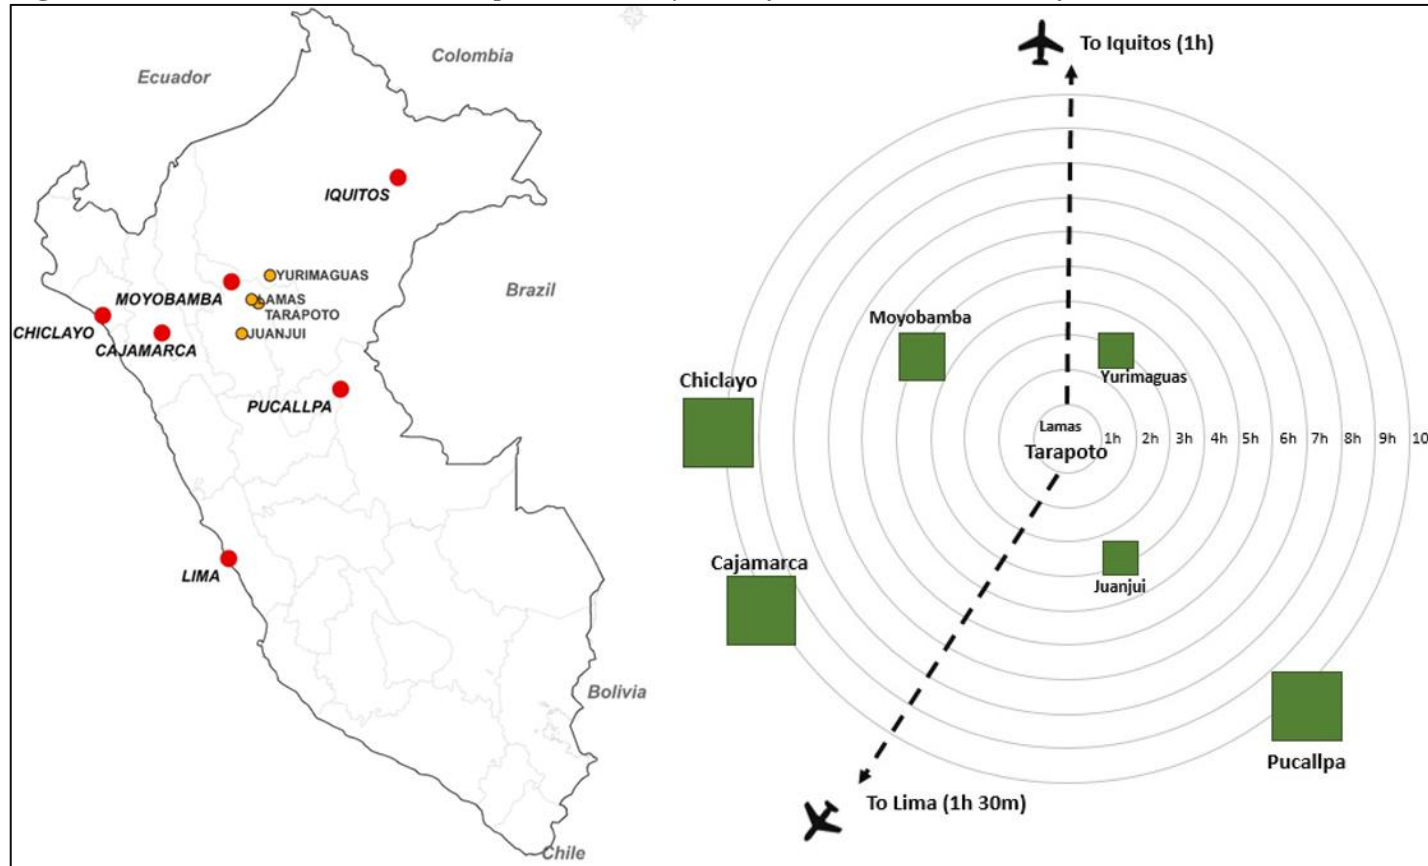 Ecuador
Colombia
IQUITOS
YURIMAGUAS
MOYOBAMBA
LAMAS
TARAPOTO
CHICLAYO
CAJAMARCA
JUANJUI
PUCALLPA
Brazil
LIMA
Bolivia
Chile
To Iquitos (1h)
Moyobamba
Chiclayo
Yurimaguas
Lamas
Tarapoto
1h 2h 3h 4h 5h 6h 7h 8h 9h 10
Cajamarca
Juanjui
Pucallpa
To Lima (1h 30m)